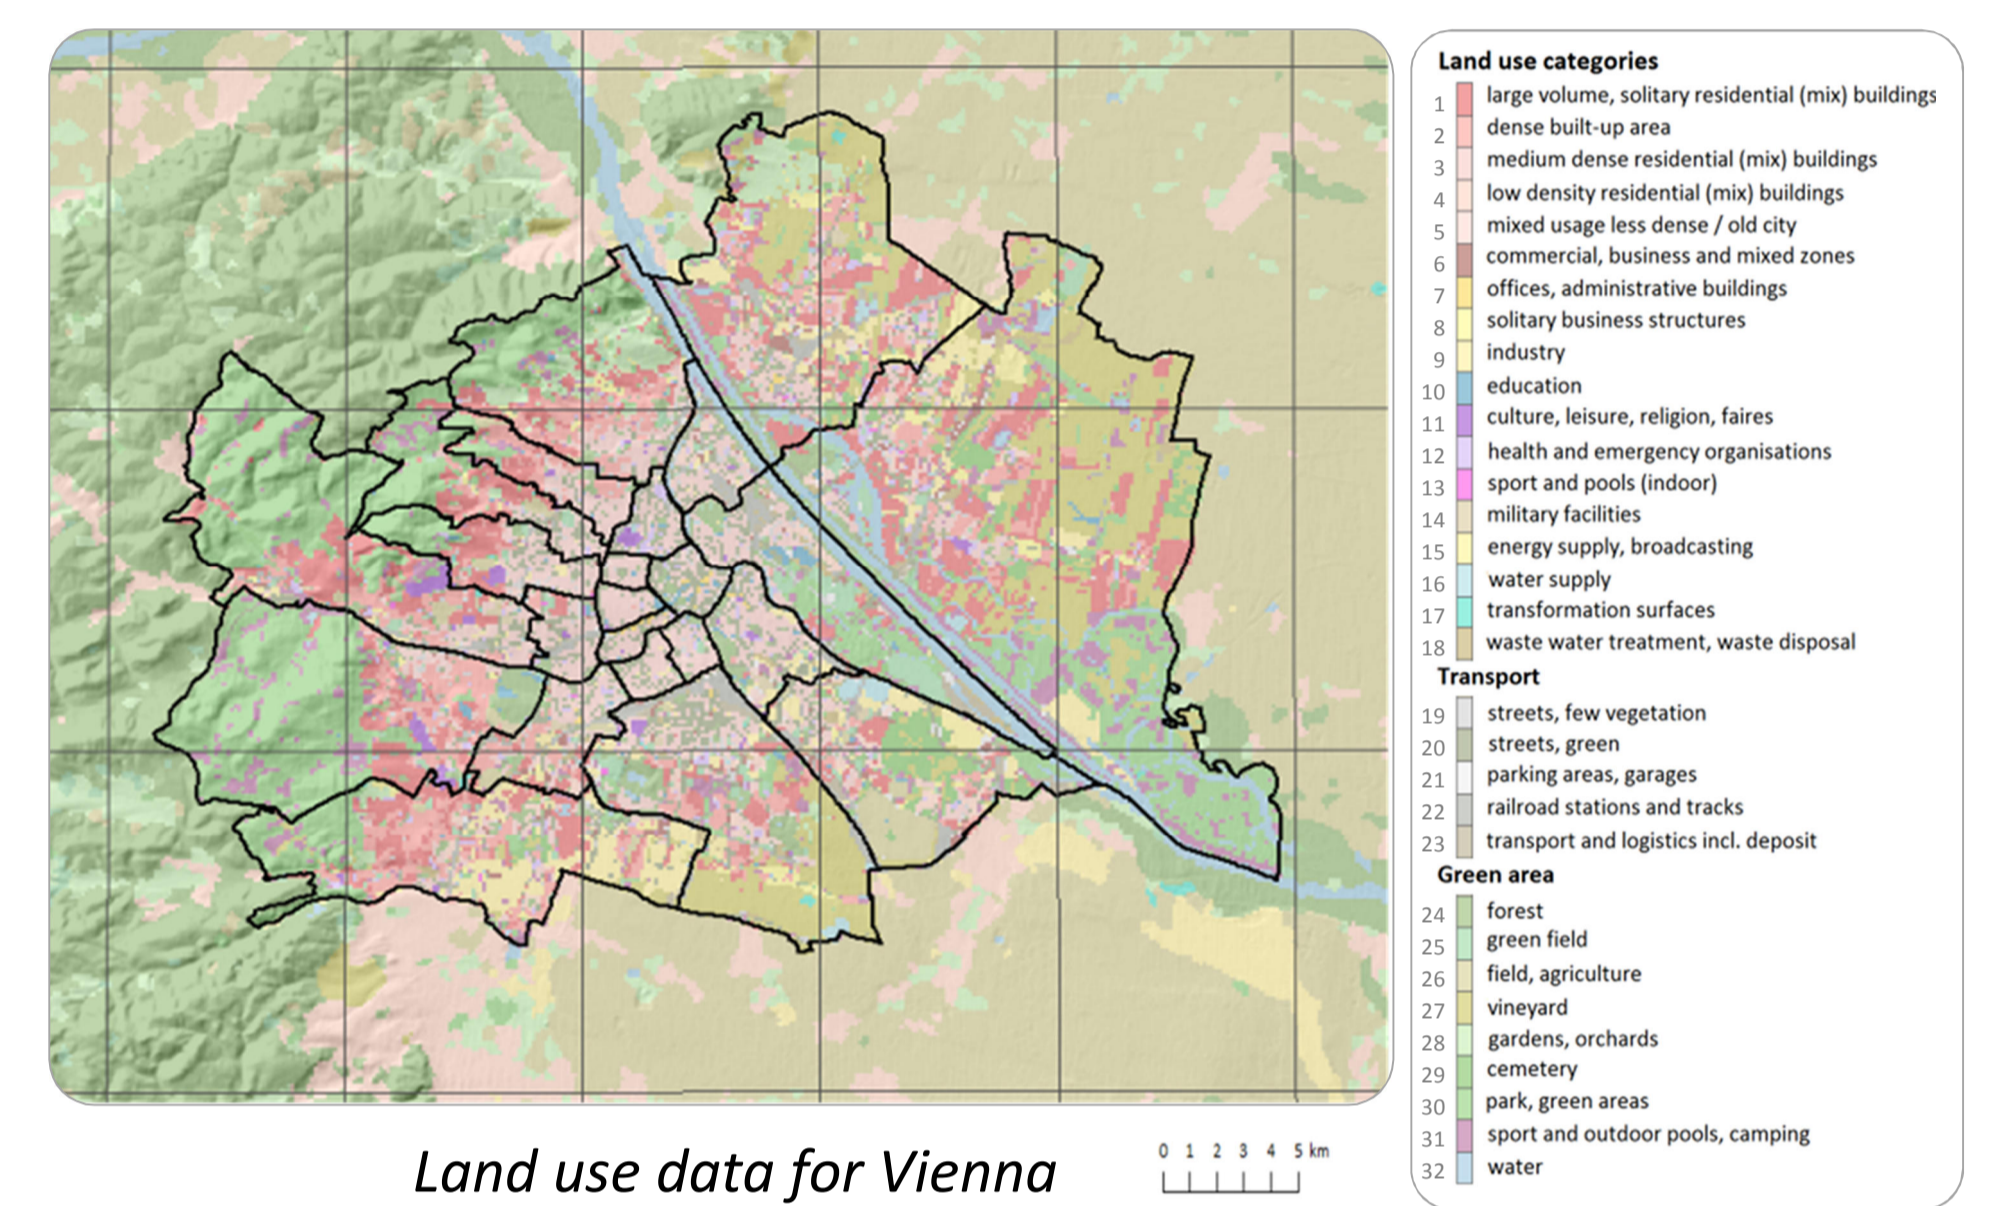 Land use categories
1 large volume, solitary residential (mix) buildings
2 dense built-up area
3 medium dense residential (mix) buildings
4 low density residential (mix) buildings
5 mixed usage less dense / old city
6 commercial, business and mixed zones
7 offices, administrative buildings
8 solitary business structures
9 industry
10 education
11 culture, leisure, religion, faires
12 health and emergency organisations
13 sport and pools (indoor)
14 military facilities
15 energy supply, broadcasting
16 water supply
17 transformation surfaces
18 waste water treatment, waste disposal
Transport
19 streets, few vegetation
20 streets, green
21 parking areas, garages
22 railroad stations and tracks
23 transport and logistics incl. deposit
Green area
24 forest
25 green field
26 field, agriculture
27 vineyard
28 gardens, orchards
29 cemetery
30 park, green areas
31 sport and outdoor pools, camping
32 water
Land use data for Vienna
0 1 2 3 4 5 km